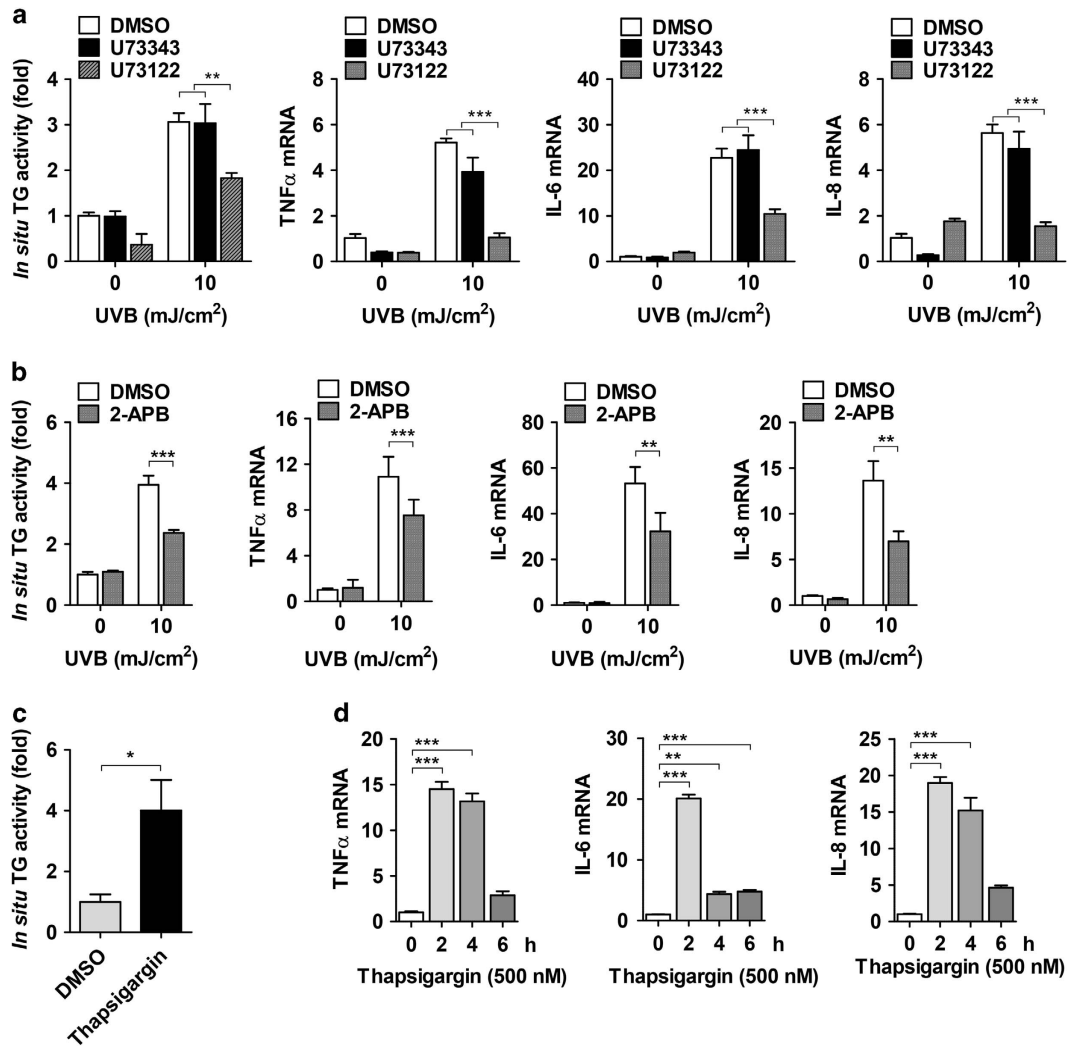 a
DMSO
U73343
U73122
In situ TG activity (fold)
4
3
2
1
0
**
0 10
UVB (mJ/cm²)
DMSO
U73343
U73122
TNFα mRNA
8
6
4
2
0
***
0 10
UVB (mJ/cm²)
DMSO
U73343
U73122
IL-6 mRNA
40
30
20
10
0
***
0 10
UVB (mJ/cm²)
DMSO
U73343
U73122
IL-8 mRNA
8
6
4
2
0
***
0 10
UVB (mJ/cm²)
b
DMSO
2-APB
In situ TG activity (fold)
6
4
2
0
***
0 10
UVB (mJ/cm²)
DMSO
2-APB
TNFα mRNA
16
12
8
4
0
***
0 10
UVB (mJ/cm²)
DMSO
2-APB
IL-6 mRNA
80
60
40
20
0
**
0 10
UVB (mJ/cm²)
DMSO
2-APB
IL-8 mRNA
20
15
10
5
0
**
0 10
UVB (mJ/cm²)
c
In situ TG activity (fold)
6
4
2
0
*
DMSO
Thapsigargin
d
TNFα mRNA
20
15
10
5
0
***
***
0 2 4 6 h
Thapsigargin (500 nM)
IL-6 mRNA
30
20
10
0
***
**
***
0 2 4 6 h
Thapsigargin (500 nM)
IL-8 mRNA
25
20
15
10
5
0
***
***
0 2 4 6 h
Thapsigargin (500 nM)